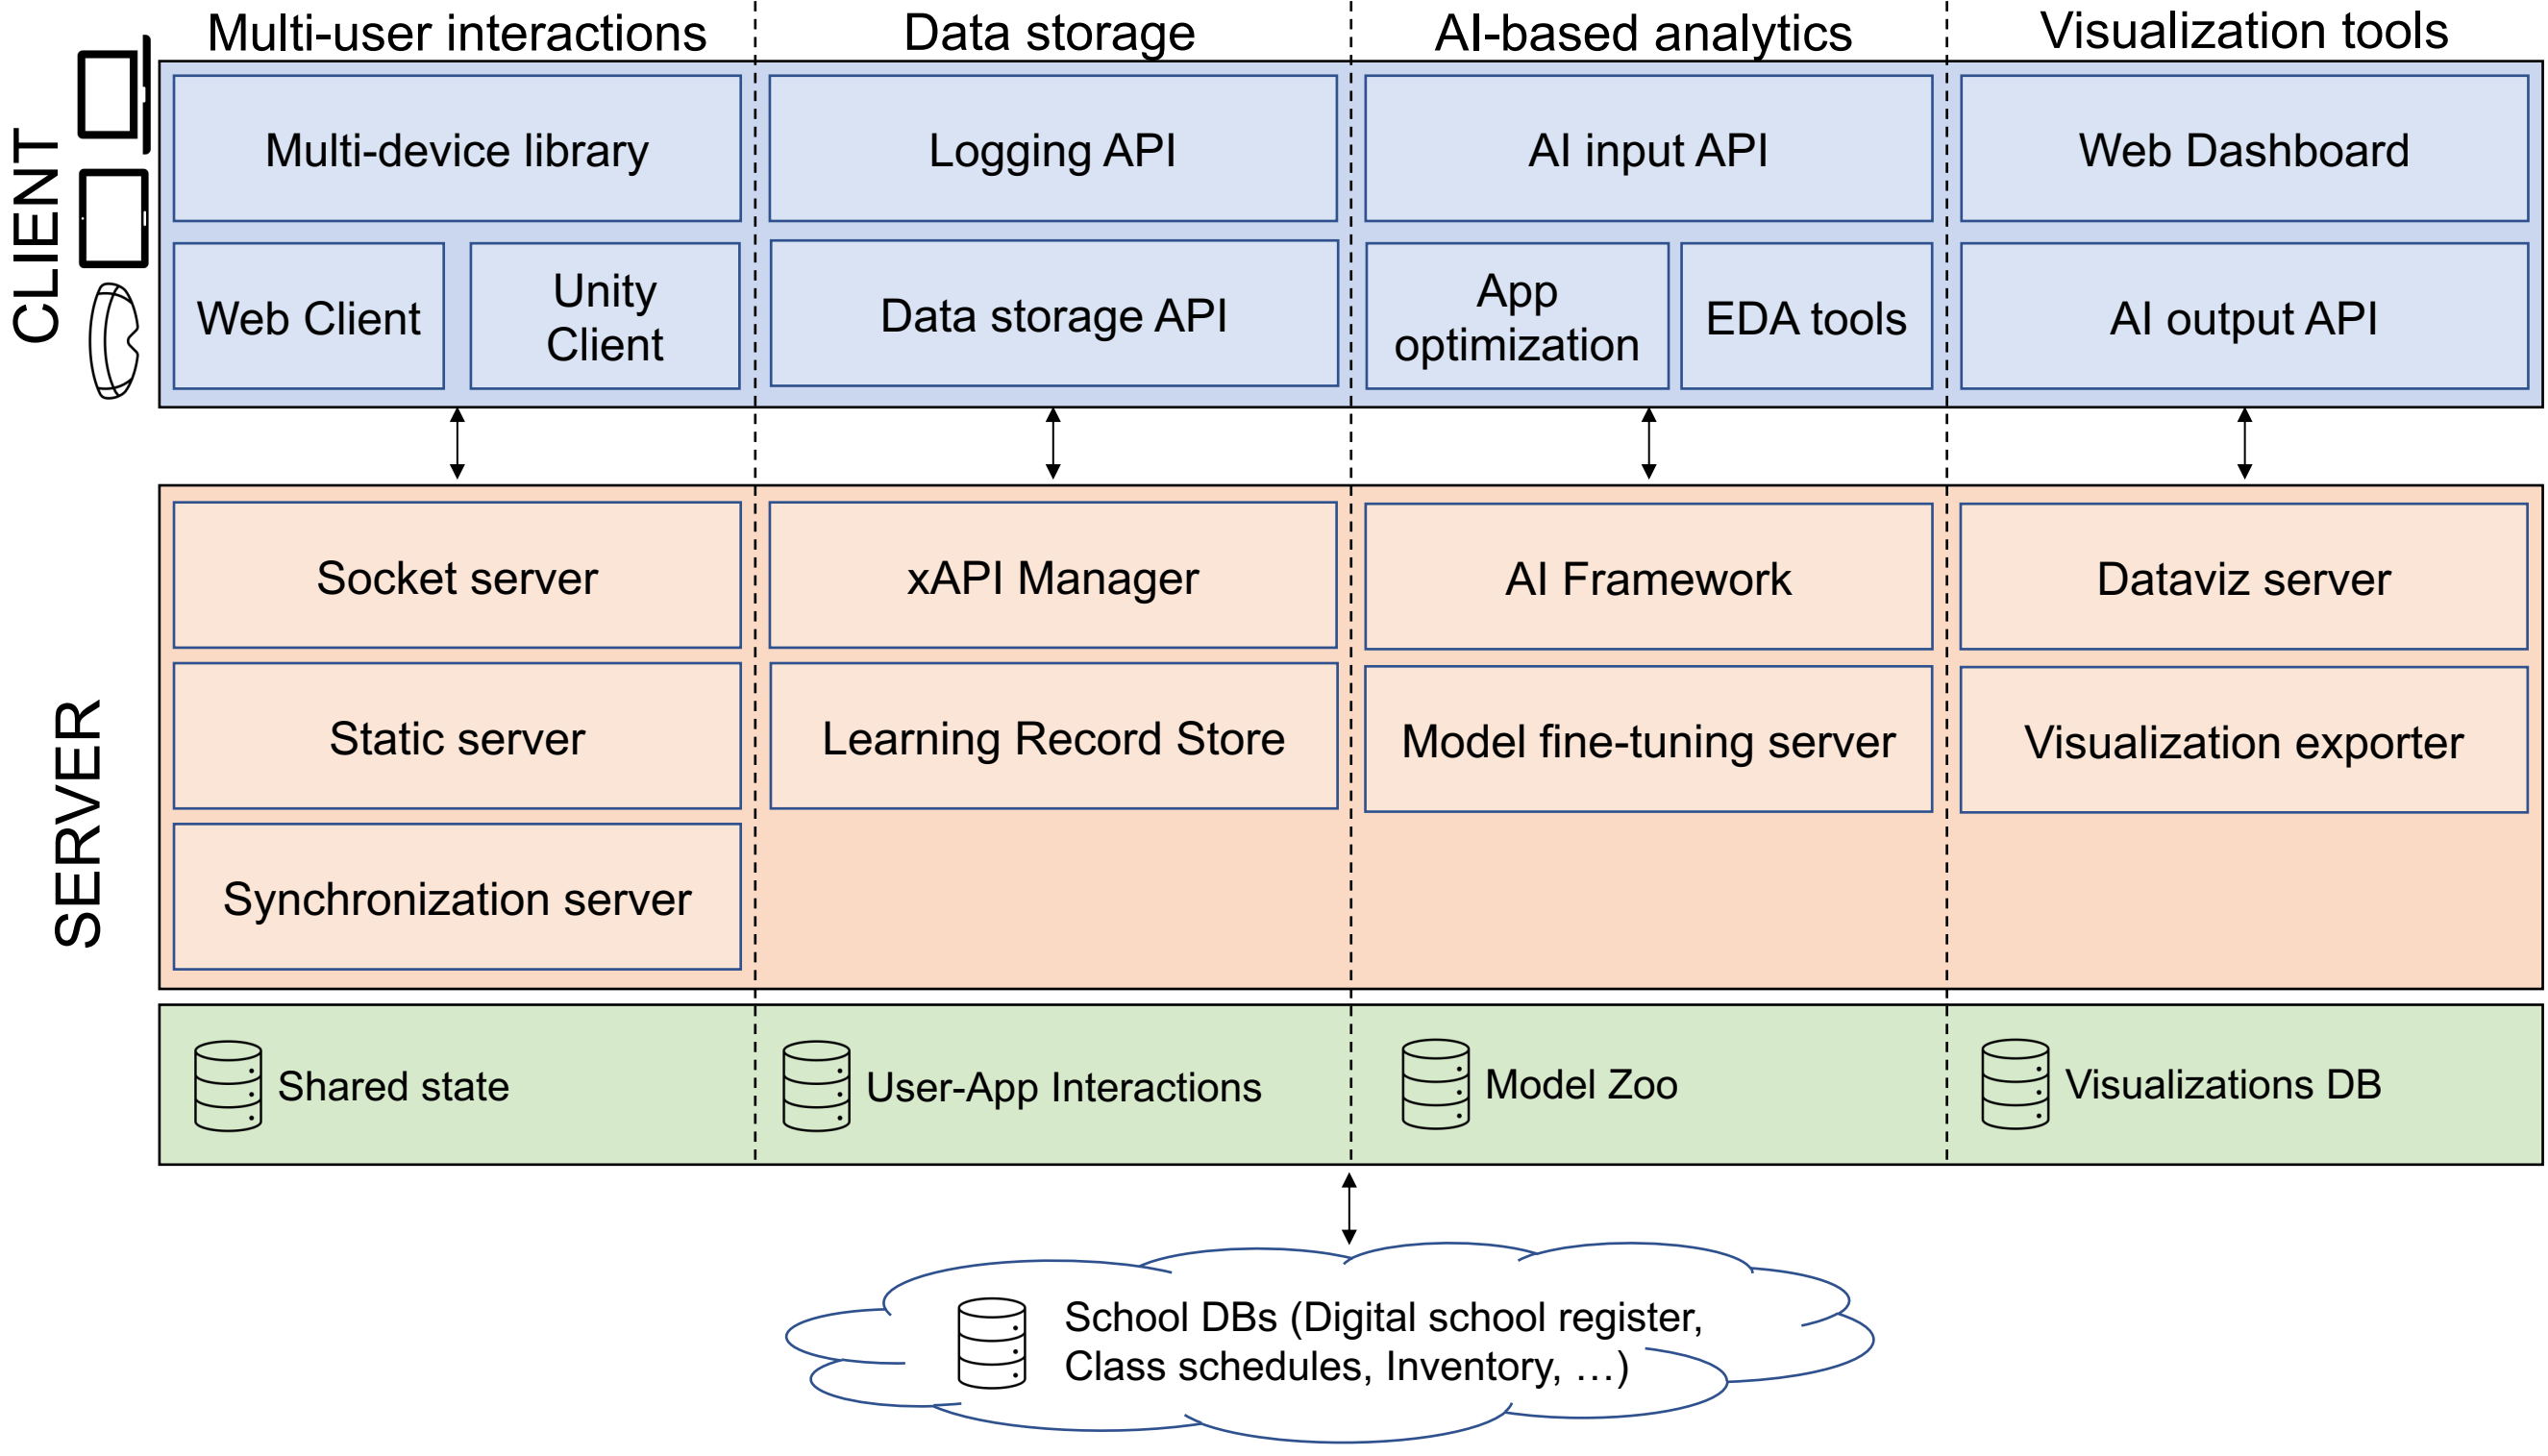 Multi-user interactions
Data storage
AI-based analytics
Visualization tools
CLIENT
Multi-device library
Logging API
AI input API
Web Dashboard
Web Client
Unity
Client
Data storage API
App
optimization
EDA tools
AI output API
SERVER
Socket server
xAPI Manager
AI Framework
Dataviz server
Static server
Learning Record Store
Model fine-tuning server
Visualization exporter
Synchronization server
Shared state
User-App Interactions
Model Zoo
Visualizations DB
School DBs (Digital school register,
Class schedules, Inventory, …)